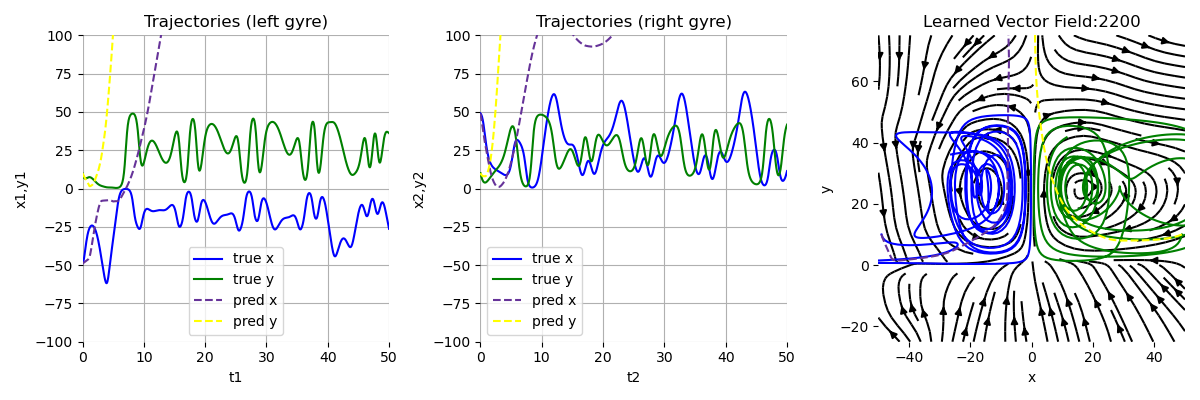 Trajectories (left gyre)
x1,y1
100
75
50
25
0
−25
−50
−75
−100
true x
true y
pred x
pred y
0 10 20 30 40 50
t1
Trajectories (right gyre)
x2,y2
100
75
50
25
0
−25
−50
−75
−100
true x
true y
pred x
pred y
0 10 20 30 40 50
t2
Learned Vector Field:2200
y
60
40
20
0
−20
−40 −20 0 20 40
x